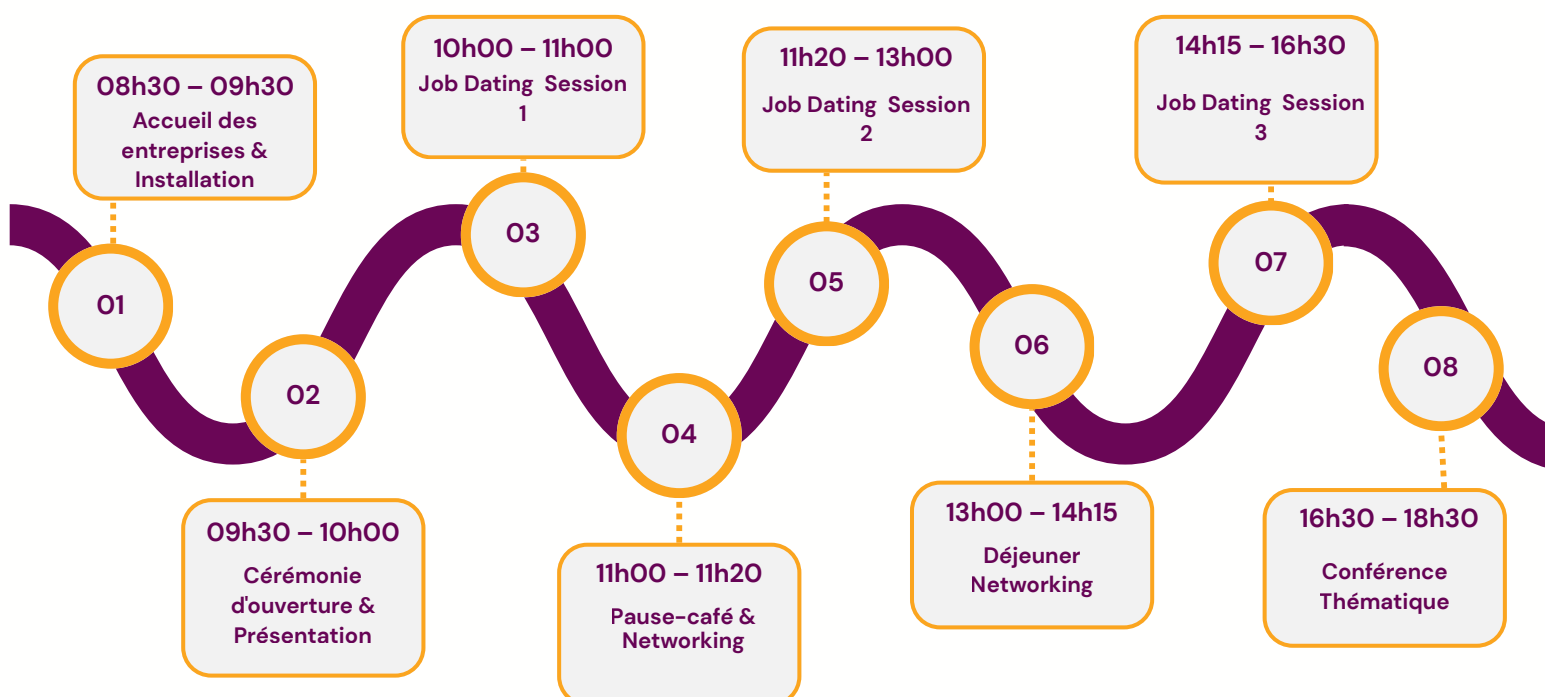 08h30 – 09h30
Accueil des
entreprises &
Installation
01
09h30 – 10h00
Cérémonie
d'ouverture &
Présentation
02
10h00 – 11h00
Job Dating Session
1
03
11h00 – 11h20
Pause-café &
Networking
04
11h20 – 13h00
Job Dating Session
2
05
13h00 – 14h15
Déjeuner
Networking
06
14h15 – 16h30
Job Dating Session
3
07
16h30 – 18h30
Conférence
Thématique
08